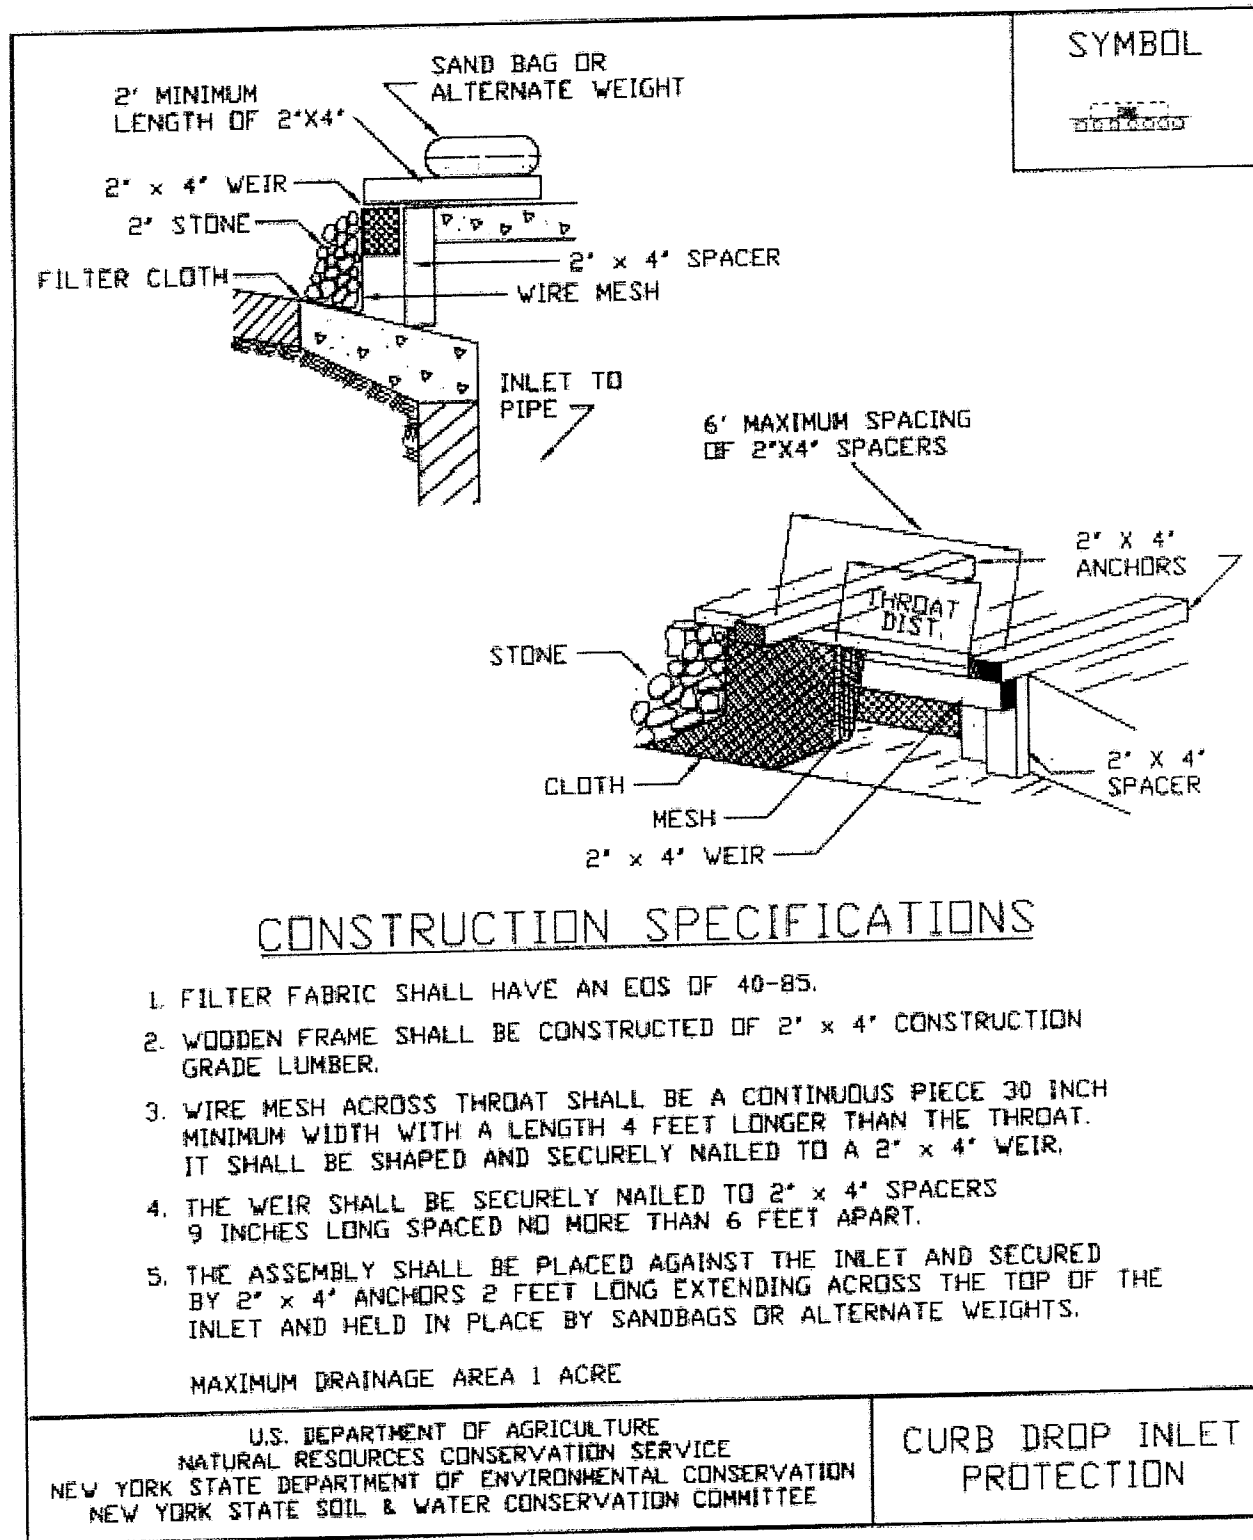 SYMBOL
SAND BAG OR
ALTERNATE WEIGHT
2' MINIMUM
LENGTH OF 2"X4"
2" x 4" WEIR
2" STONE
FILTER CLOTH
2" x 4" SPACER
WIRE MESH
INLET TO
PIPE
6' MAXIMUM SPACING
OF 2"X4" SPACERS
2" X 4"
ANCHORS
THROAT
DIST.
STONE
2" X 4"
SPACER
CLOTH
MESH
2" x 4" WEIR
CONSTRUCTION SPECIFICATIONS
1. FILTER FABRIC SHALL HAVE AN EOS OF 40-85.
2. WOODEN FRAME SHALL BE CONSTRUCTED OF 2" x 4" CONSTRUCTION
GRADE LUMBER.
3. WIRE MESH ACROSS THROAT SHALL BE A CONTINUOUS PIECE 30 INCH
MINIMUM WIDTH WITH A LENGTH 4 FEET LONGER THAN THE THROAT.
IT SHALL BE SHAPED AND SECURELY NAILED TO A 2" x 4" WEIR.
4. THE WEIR SHALL BE SECURELY NAILED TO 2" x 4" SPACERS
9 INCHES LONG SPACED NO MORE THAN 6 FEET APART.
5. THE ASSEMBLY SHALL BE PLACED AGAINST THE INLET AND SECURED
BY 2" x 4" ANCHORS 2 FEET LONG EXTENDING ACROSS THE TOP OF THE
INLET AND HELD IN PLACE BY SANDBAGS OR ALTERNATE WEIGHTS.
MAXIMUM DRAINAGE AREA 1 ACRE
U.S. DEPARTMENT OF AGRICULTURE
NATURAL RESOURCES CONSERVATION SERVICE
NEW YORK STATE DEPARTMENT OF ENVIRONMENTAL CONSERVATION
NEW YORK STATE SOIL & WATER CONSERVATION COMMITTEE
CURB DROP INLET
PROTECTION